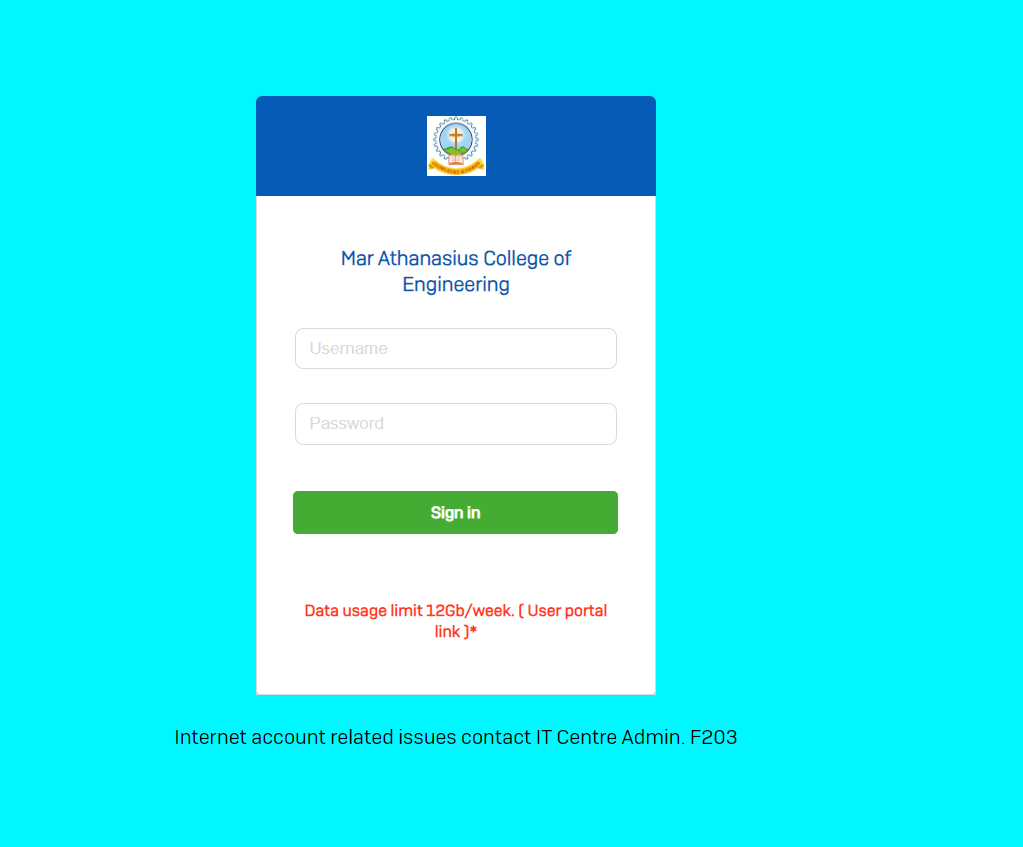 Mar Athanasius College of
Engineering
Username
Password
Sign in
Data usage limit 12Gb/week. ( User portal
link )*
Internet account related issues contact IT Centre Admin. F203